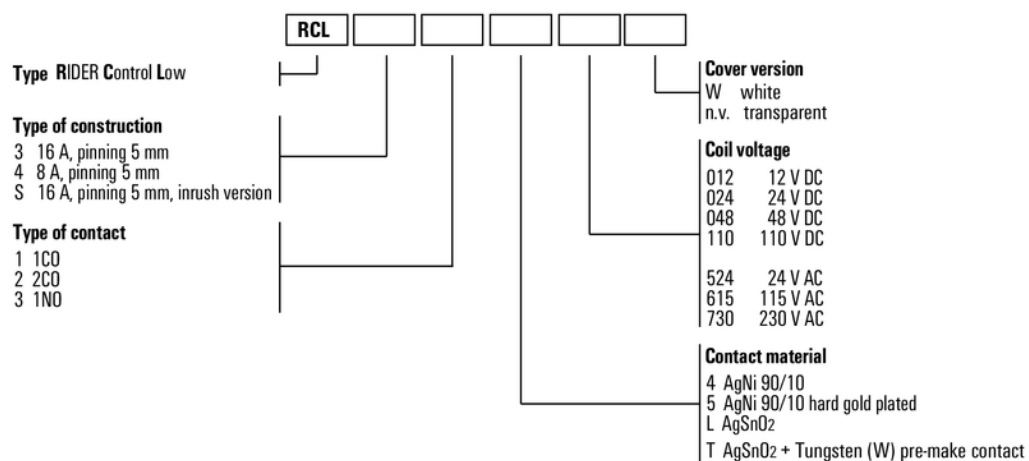 RCL
Type RIDER Control Low
Type of construction
3 16 A, pinning 5 mm
4 8 A, pinning 5 mm
S 16 A, pinning 5 mm, inrush version
Type of contact
1 1CO
2 2CO
3 1NO
Cover version
W white
n.v. transparent
Coil voltage
012 12 V DC
024 24 V DC
048 48 V DC
110 110 V DC
524 24 V AC
615 115 V AC
730 230 V AC
Contact material
4 AgNi 90/10
5 AgNi 90/10 hard gold plated
L AgSnO2
T AgSnO2 + Tungsten (W) pre-make contact